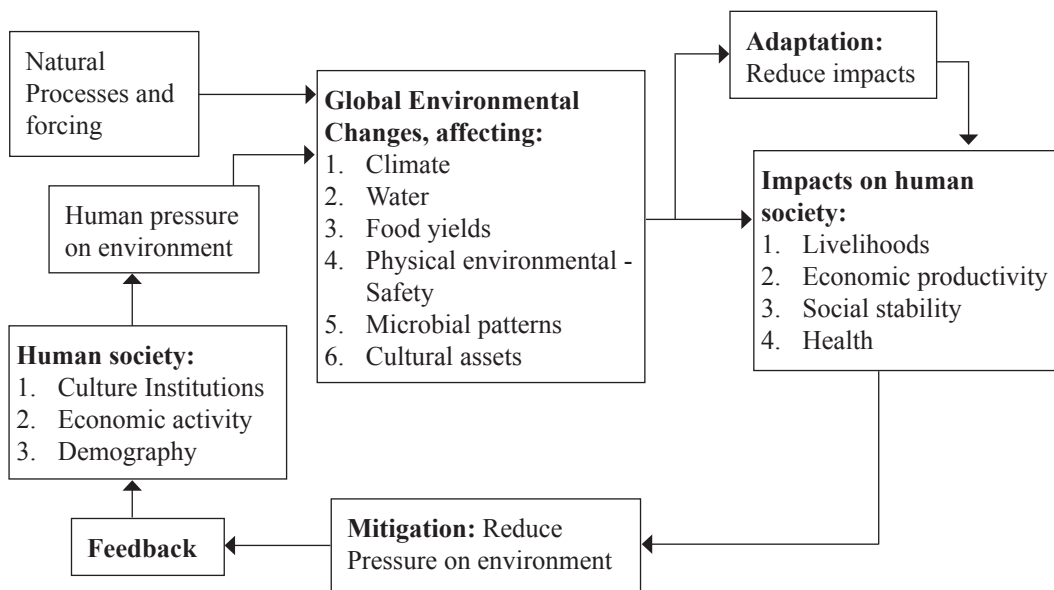 Natural
Processes and
forcing
Human pressure
on environment
Human society:
1. Culture Institutions
2. Economic activity
3. Demography
Feedback
Global Environmental
Changes, affecting:
1. Climate
2. Water
3. Food yields
4. Physical environmental -
Safety
5. Microbial patterns
6. Cultural assets
Adaptation:
Reduce impacts
Impacts on human
society:
1. Livelihoods
2. Economic productivity
3. Social stability
4. Health
Mitigation: Reduce
Pressure on environment